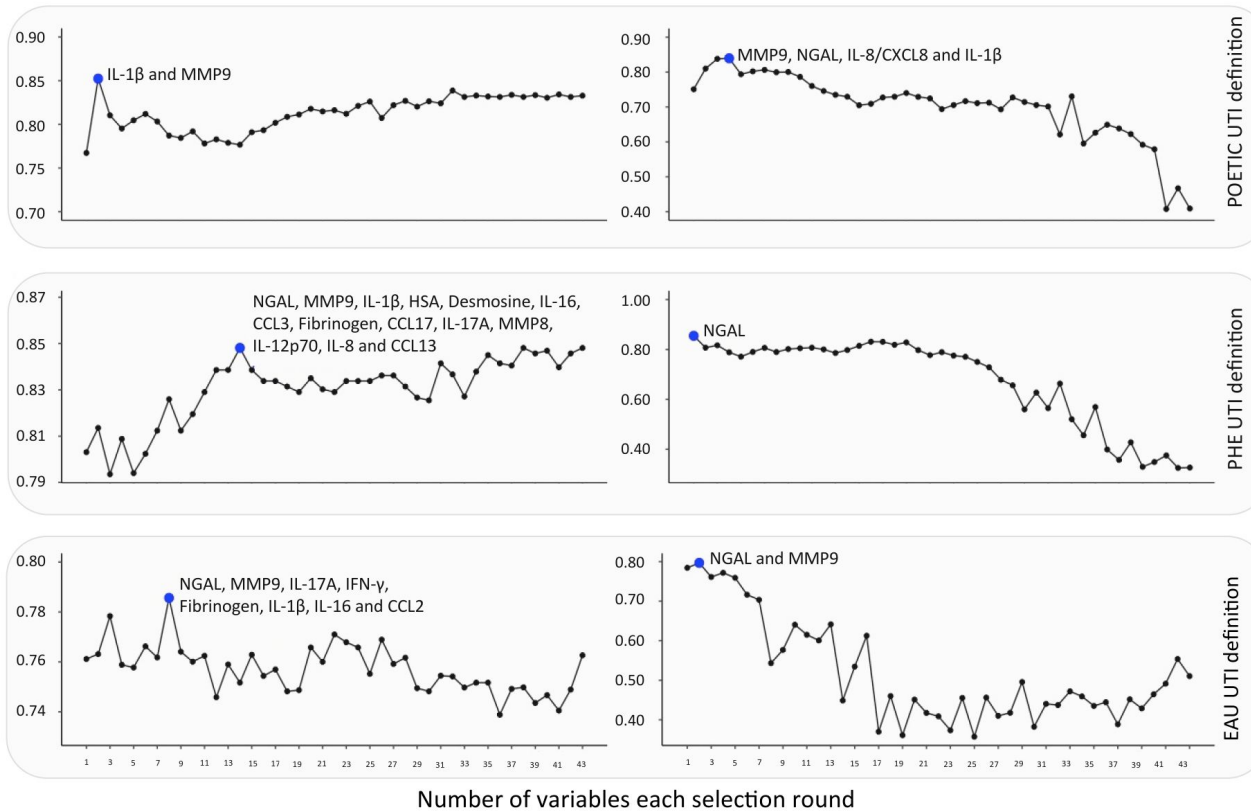 0.90
0.85
0.80
0.75
0.70
IL-1β and MMP9
0.90
0.80
0.70
0.60
0.50
0.40
MMP9, NGAL, IL-8/CXCL8 and IL-1β
POETIC UTI definition
0.87
0.85
0.83
0.81
0.79
NGAL, MMP9, IL-1β, HSA, Desmosine, IL-16,
CCL3, Fibrinogen, CCL17, IL-17A, MMP8,
IL-12p70, IL-8 and CCL13
1.00
0.80
0.60
0.40
NGAL
PHE UTI definition
0.80
0.78
0.76
0.74
NGAL, MMP9, IL-17A, IFN-γ,
Fibrinogen, IL-1β, IL-16 and CCL2
1 3 5 7 9 11 13 15 17 19 21 23 25 27 29 31 33 35 37 39 41 43
0.80
0.70
0.60
0.50
0.40
NGAL and MMP9
1 3 5 7 9 11 13 15 17 19 21 23 25 27 29 31 33 35 37 39 41 43
EAU UTI definition
Number of variables each selection round